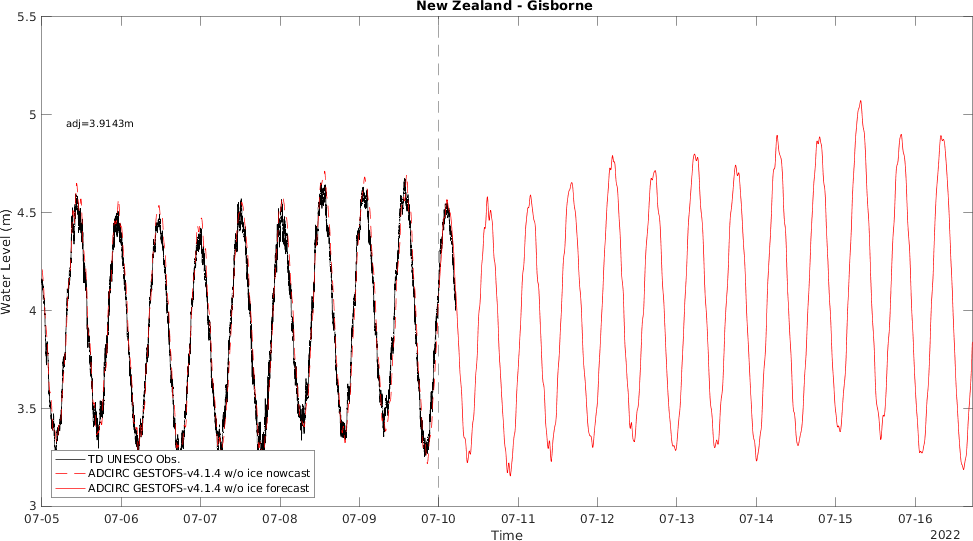 New Zealand - Gisborne
5.5
5
4.5
4
3.5
3
Water Level (m)
adj=3.9143m
TD UNESCO Obs.
ADCIRC GESTOFS-v4.1.4 w/o ice nowcast
ADCIRC GESTOFS-v4.1.4 w/o ice forecast
07-05 07-06 07-07 07-08 07-09 07-10 07-11 07-12 07-13 07-14 07-15 07-16
Time
2022